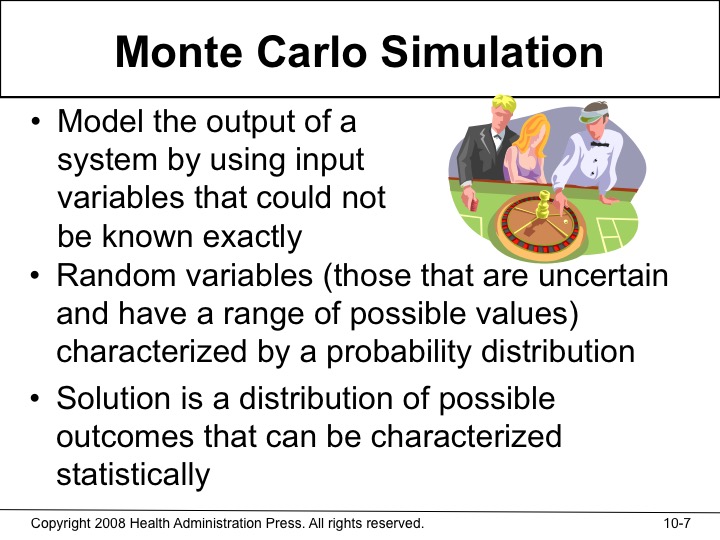 Monte Carlo Simulation
• Model the output of a
system by using input
variables that could not
be known exactly
• Random variables (those that are uncertain
and have a range of possible values)
characterized by a probability distribution
• Solution is a distribution of possible
outcomes that can be characterized
statistically
Copyright 2008 Health Administration Press. All rights reserved. 10-7